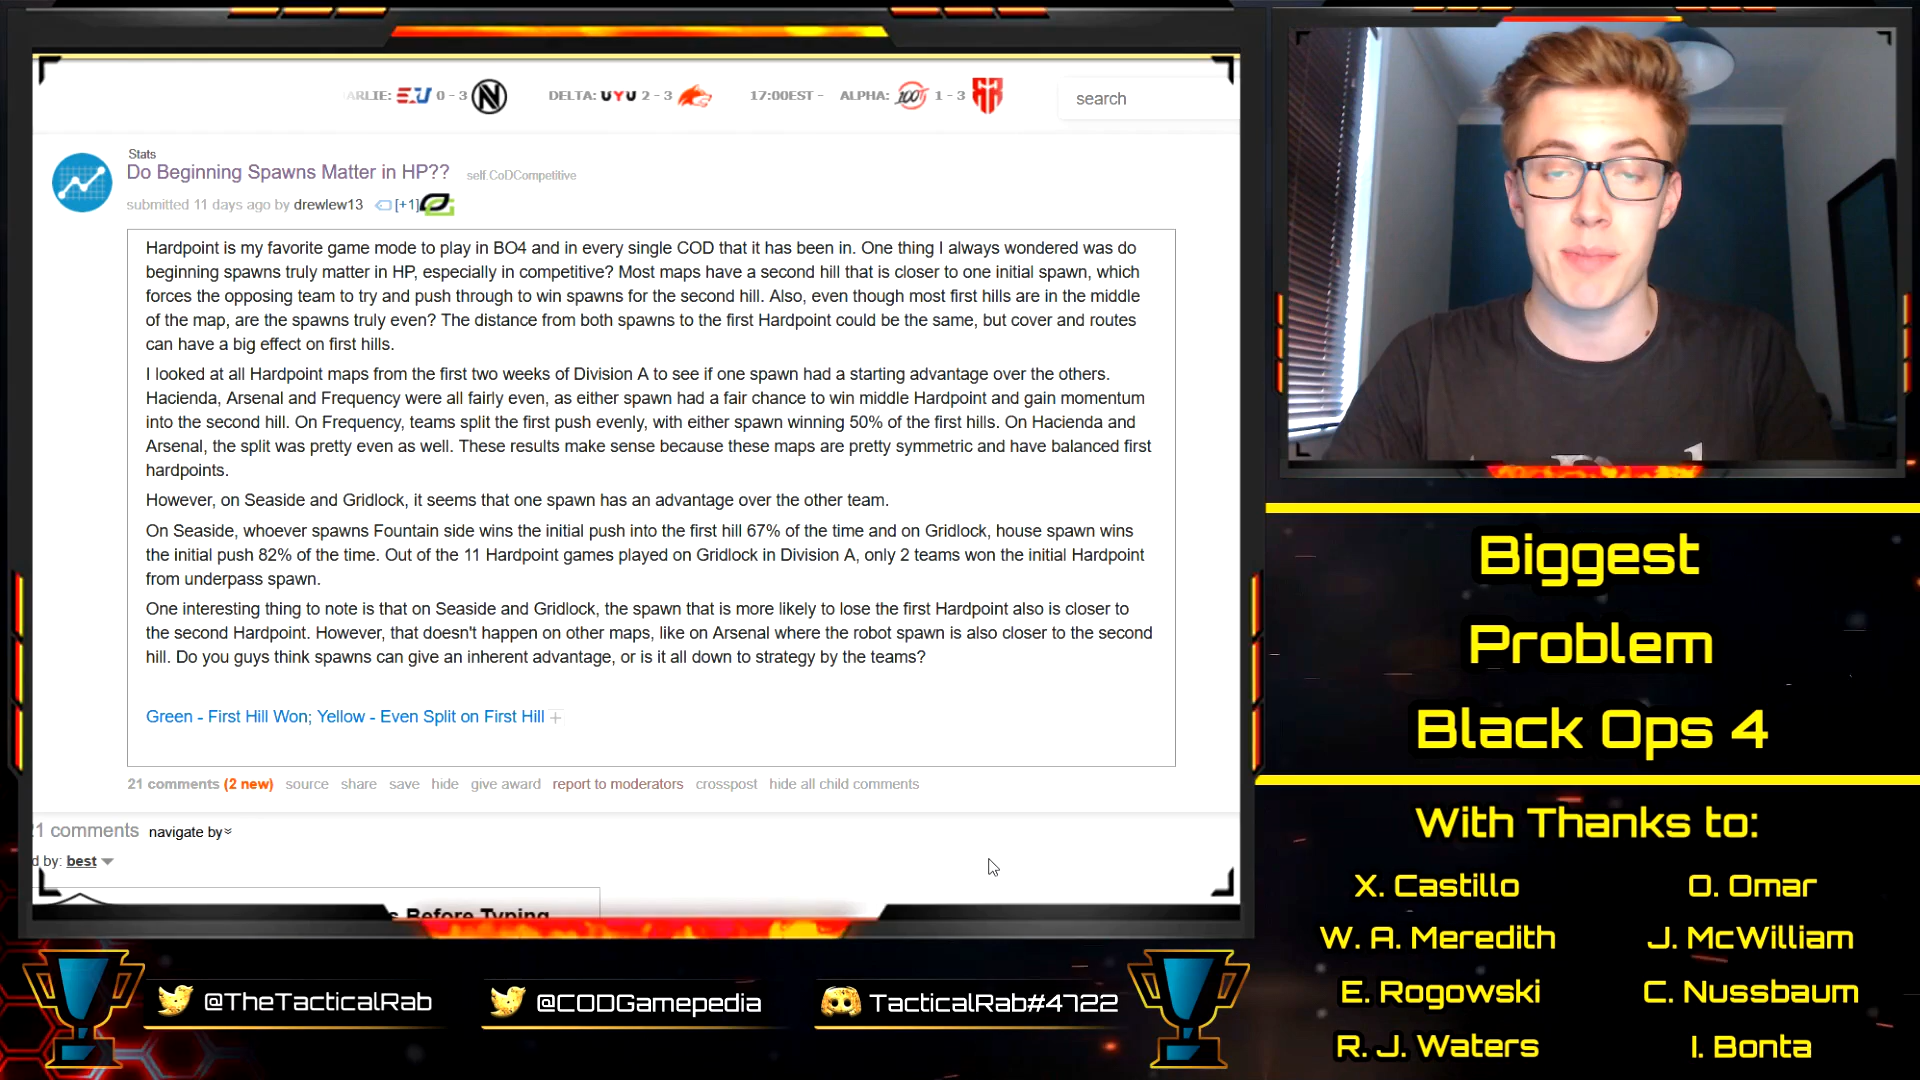 ARLIE: EU 0 - 3 N DELTA: UYU 2 - 3 17:00EST - ALPHA: 100T 1 - 3
search
Stats
Do Beginning Spawns Matter in HP?? self.CoDCompetitive
submitted 11 days ago by drewlew13 [+1]
Hardpoint is my favorite game mode to play in BO4 and in every single COD that it has been in. One thing I always wondered was do
beginning spawns truly matter in HP, especially in competitive? Most maps have a second hill that is closer to one initial spawn, which
forces the opposing team to try and push through to win spawns for the second hill. Also, even though most first hills are in the middle
of the map, are the spawns truly even? The distance from both spawns to the first Hardpoint could be the same, but cover and routes
can have a big effect on first hills.
I looked at all Hardpoint maps from the first two weeks of Division A to see if one spawn had a starting advantage over the others.
Hacienda, Arsenal and Frequency were all fairly even, as either spawn had a fair chance to win middle Hardpoint and gain momentum
into the second hill. On Frequency, teams split the first push evenly, with either spawn winning 50% of the first hills. On Hacienda and
Arsenal, the split was pretty even as well. These results make sense because these maps are pretty symmetric and have balanced first
hardpoints.
However, on Seaside and Gridlock, it seems that one spawn has an advantage over the other team.
On Seaside, whoever spawns Fountain side wins the initial push into the first hill 67% of the time and on Gridlock, house spawn wins
the initial push 82% of the time. Out of the 11 Hardpoint games played on Gridlock in Division A, only 2 teams won the initial Hardpoint
from underpass spawn.
One interesting thing to note is that on Seaside and Gridlock, the spawn that is more likely to lose the first Hardpoint also is closer to
the second Hardpoint. However, that doesn't happen on other maps, like on Arsenal where the robot spawn is also closer to the second
hill. Do you guys think spawns can give an inherent advantage, or is it all down to strategy by the teams?
Green - First Hill Won; Yellow - Even Split on First Hill
21 comments (2 new) source share save hide give award report to moderators crosspost hide all child comments
21 comments navigate by
d by: best
s Before Typing
@TheTacticalRab @CODGamepedia TacticalRab#4722
Biggest
Problem
Black Ops 4
With Thanks to:
X. Castillo O. Omar
W. A. Meredith J. McWilliam
E. Rogowski C. Nussbaum
R. J. Waters I. Bonta